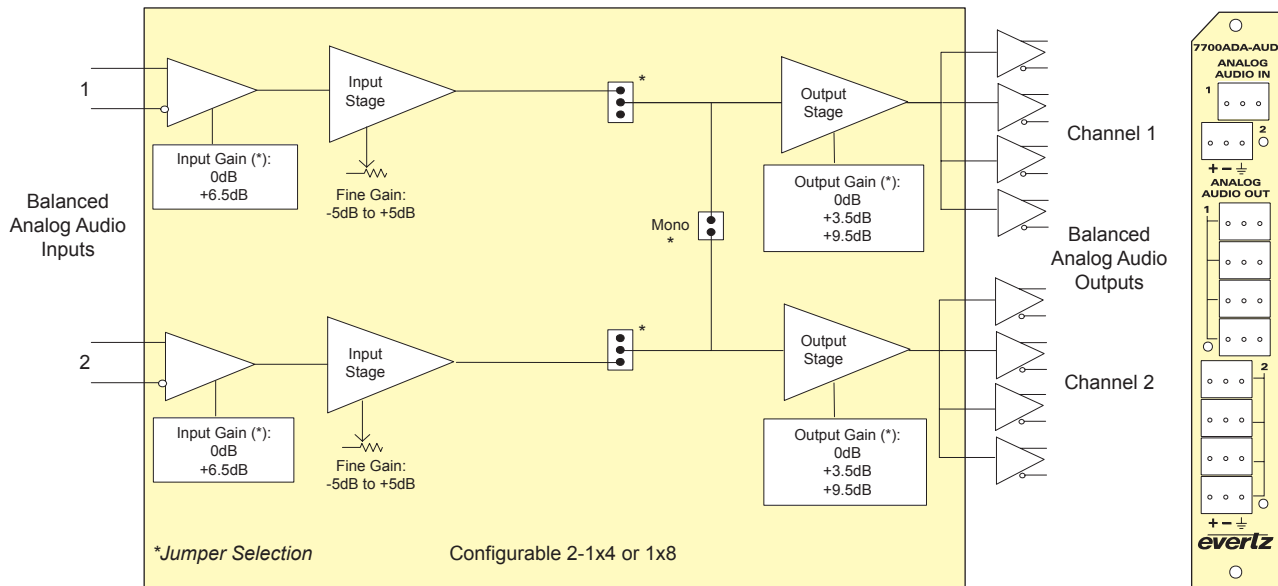 1
Input
Stage
*
Output
Stage
Channel 1
Input Gain (*):
0dB
+6.5dB
Fine Gain:
-5dB to +5dB
Output Gain (*):
0dB
+3.5dB
+9.5dB
Balanced
Analog Audio
Inputs
Mono
*
Balanced
Analog Audio
Outputs
2
Input
Stage
*
Output
Stage
Channel 2
Input Gain (*):
0dB
+6.5dB
Fine Gain:
-5dB to +5dB
Output Gain (*):
0dB
+3.5dB
+9.5dB
*Jumper Selection
Configurable 2-1x4 or 1x8
7700ADA-AUD
ANALOG
AUDIO IN
1
2
+ -
ANALOG
AUDIO OUT
1
2
+ -
evertz